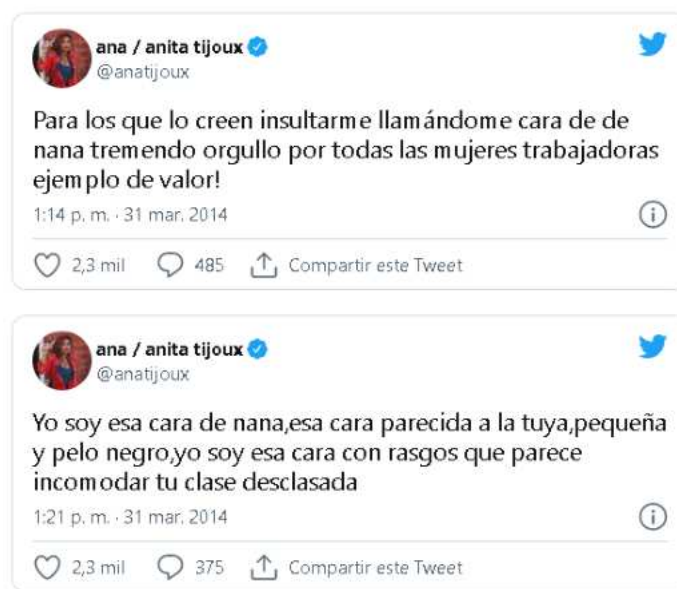 ana / anita tijoux
@anatijoux
Para los que lo creen insultarme llamándome cara de de
nana tremendo orgullo por todas las mujeres trabajadoras
ejemplo de valor!
1:14 p. m. · 31 mar. 2014
2,3 mil 485 Compartir este Tweet
ana / anita tijoux
@anatijoux
Yo soy esa cara de nana,esa cara parecida a la tuya,pequeña
y pelo negro,yo soy esa cara con rasgos que parece
incomodar tu clase desclasada
1:21 p. m. · 31 mar. 2014
2,3 mil 375 Compartir este Tweet